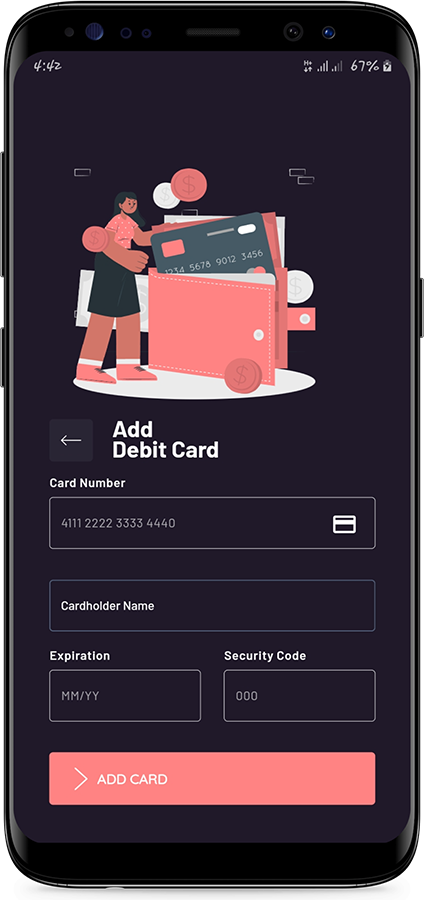 4:42
H+ 67%
1234 5678 9012 3456
Add
Debit Card
Card Number
4111 2222 3333 4440
Cardholder Name
Expiration
Security Code
MM/YY
000
ADD CARD